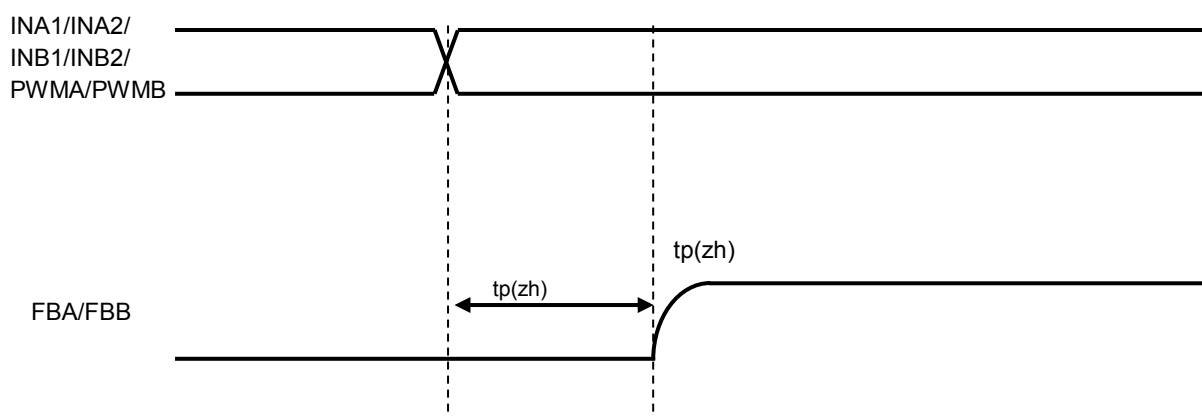 INA1/INA2/
INB1/INB2/
PWMA/PWMB
tp(zh)
tp(zh)
FBA/FBB